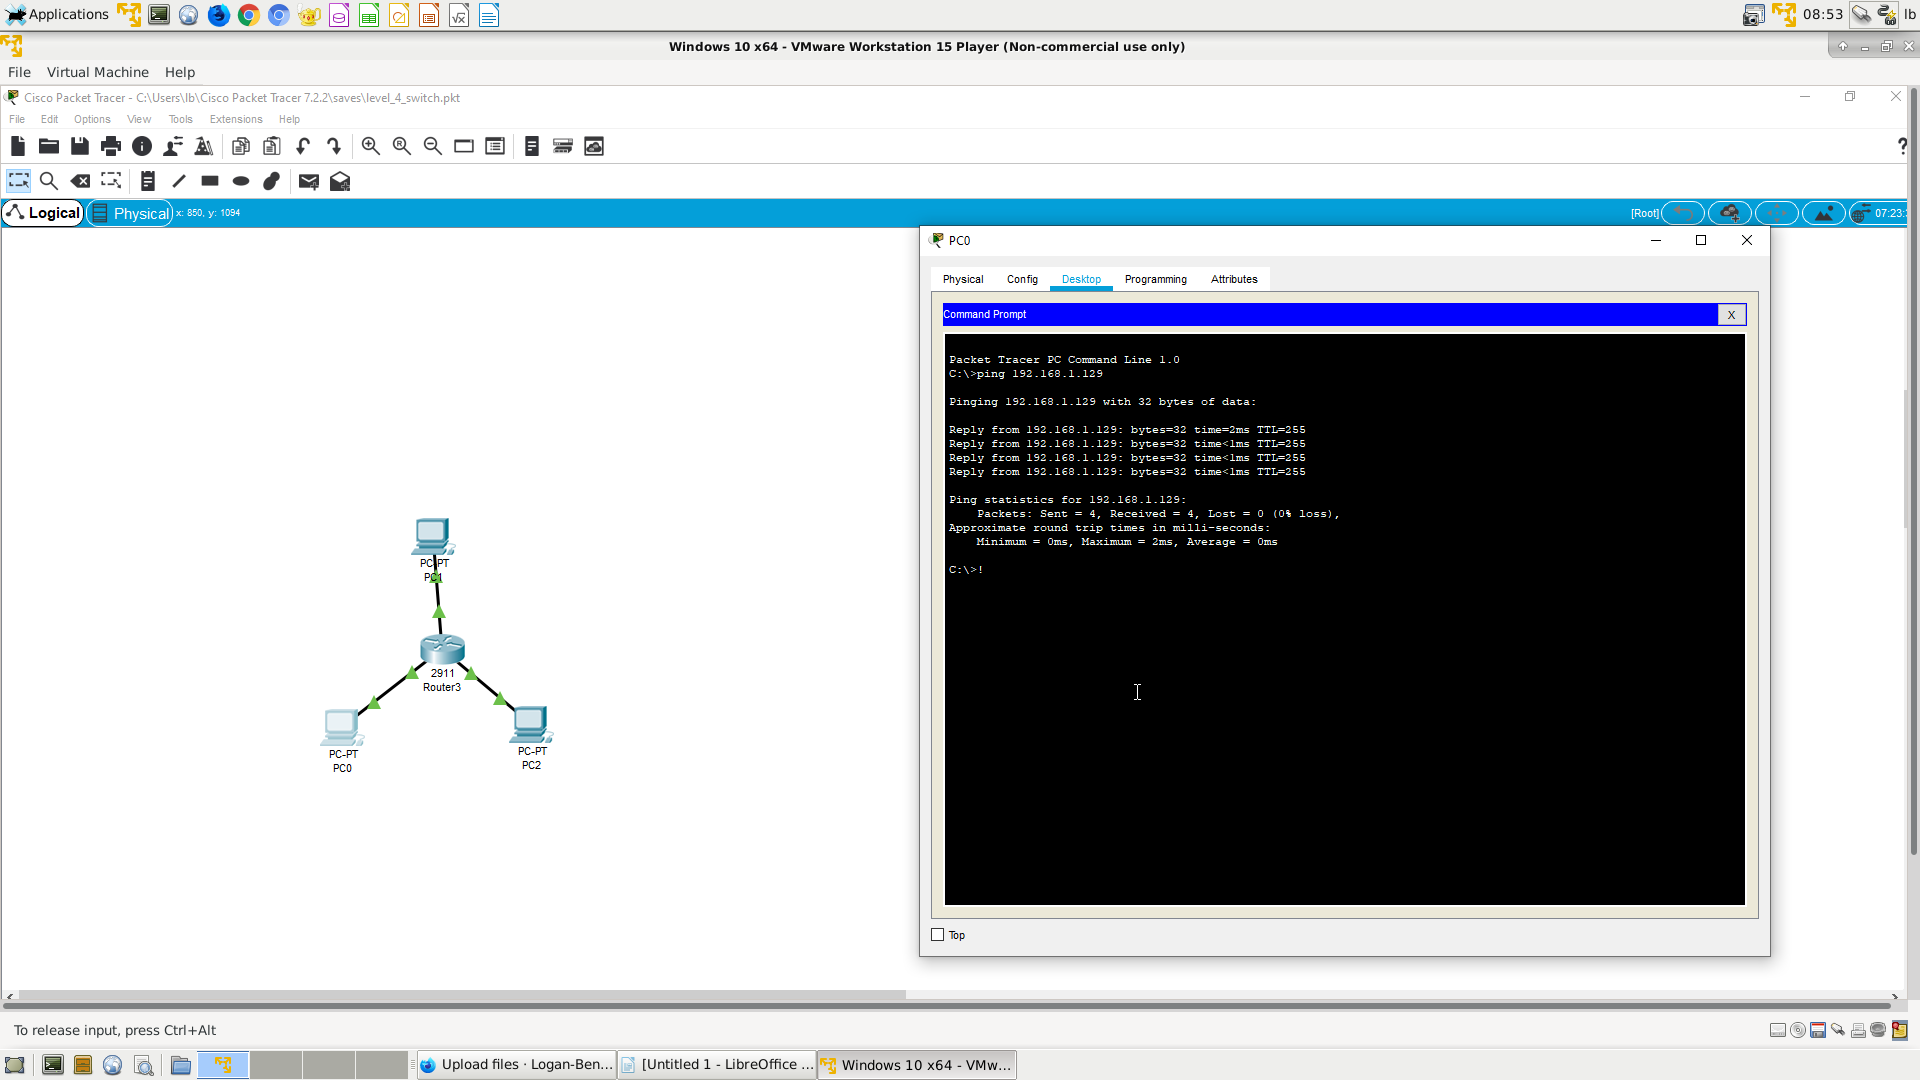 Applications
08:53
lb
Windows 10 x64 - VMware Workstation 15 Player (Non-commercial use only)
File Virtual Machine Help
Cisco Packet Tracer - C:\Users\lb\Cisco Packet Tracer 7.2.2\saves\level_4_switch.pkt
File Edit Options View Tools Extensions Help
?
Logical Physical x: 850, y: 1094
[Root]
07:23:
PC0
Physical Config Desktop Programming Attributes
Command Prompt
X
Packet Tracer PC Command Line 1.0
C:\>ping 192.168.1.129
Pinging 192.168.1.129 with 32 bytes of data:
Reply from 192.168.1.129: bytes=32 time=2ms TTL=255
Reply from 192.168.1.129: bytes=32 time<1ms TTL=255
Reply from 192.168.1.129: bytes=32 time<1ms TTL=255
Reply from 192.168.1.129: bytes=32 time<1ms TTL=255
Ping statistics for 192.168.1.129:
Packets: Sent = 4, Received = 4, Lost = 0 (0% loss),
Approximate round trip times in milli-seconds:
Minimum = 0ms, Maximum = 2ms, Average = 0ms
C:\>!
Top
PC-PT
PC1
2911
Router3
PC-PT
PC0
PC-PT
PC2
To release input, press Ctrl+Alt
Upload files · Logan-Ben...
[Untitled 1 - LibreOffice ...
Windows 10 x64 - VMw...